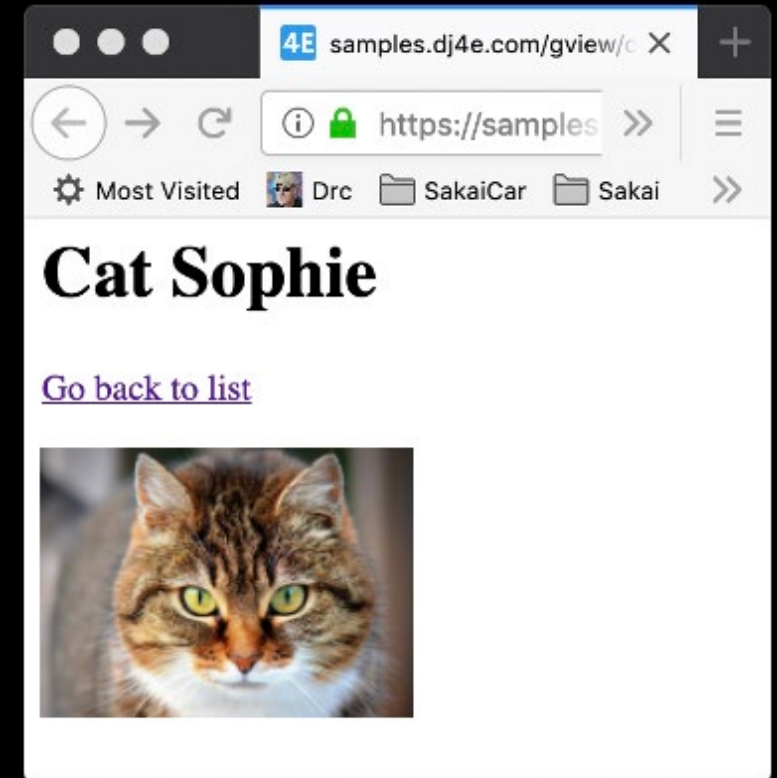 4E samples.dj4e.com/gview/
https://samples
Most Visited Drc SakaiCar Sakai
Cat Sophie
Go back to list